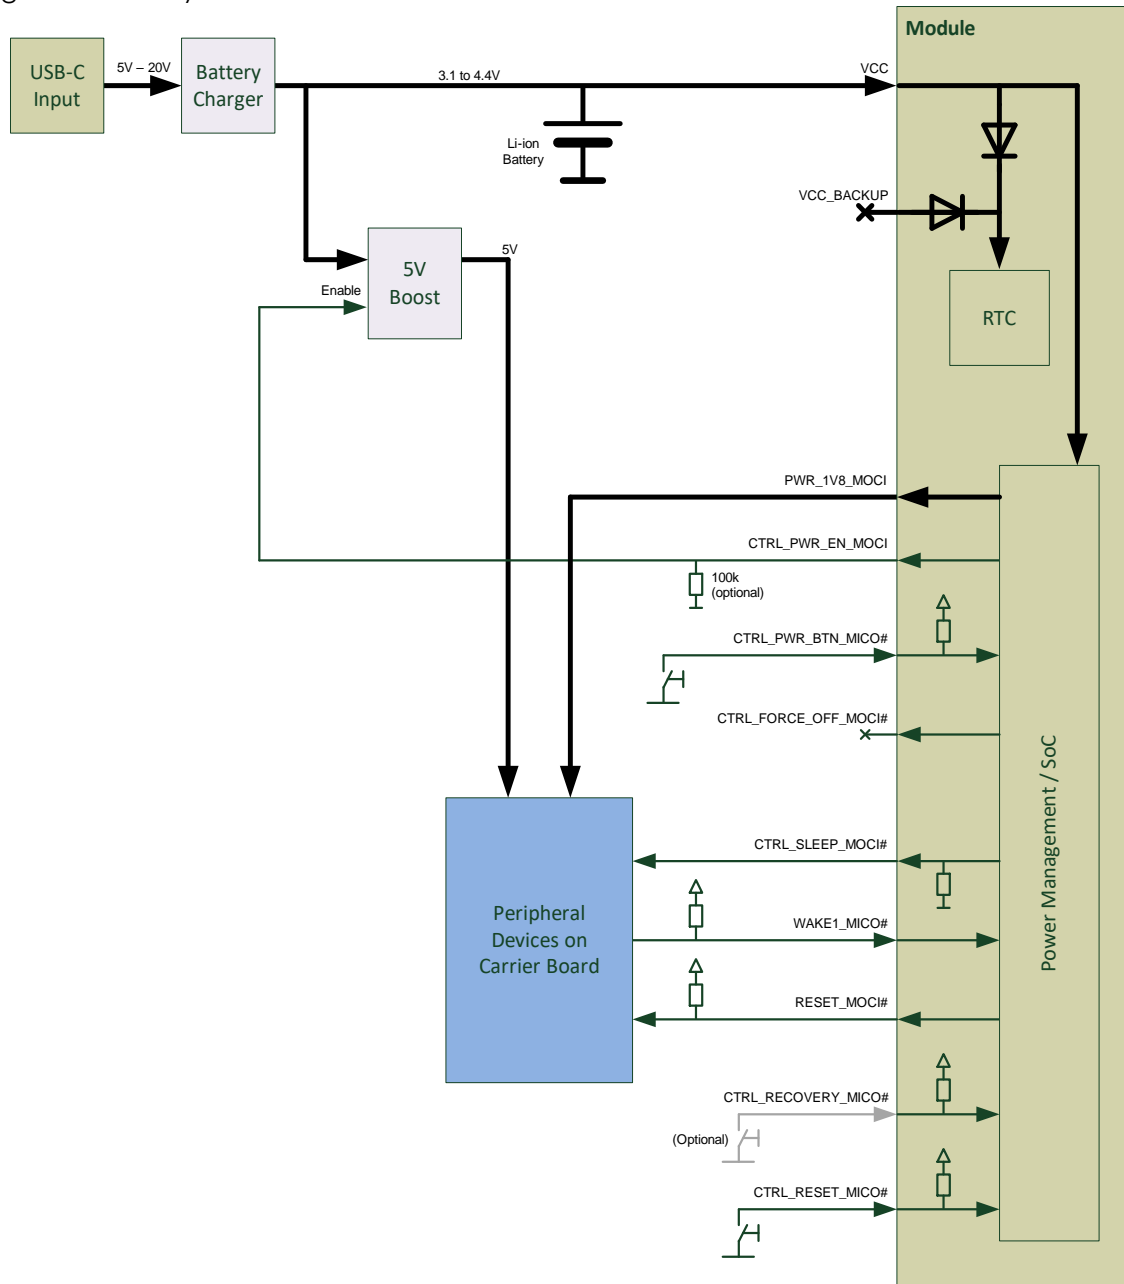 Module
USB-C
Input
5V – 20V
Battery
Charger
3.1 to 4.4V
VCC
Li-ion
Battery
VCC_BACKUP
5V
Boost
5V
Enable
RTC
PWR_1V8_MOCI
CTRL_PWR_EN_MOCI
100k
(optional)
CTRL_PWR_BTN_MICO#
CTRL_FORCE_OFF_MOCI#
Power Management / SoC
CTRL_SLEEP_MOCI#
Peripheral
Devices on
Carrier Board
WAKE1_MICO#
RESET_MOCI#
CTRL_RECOVERY_MICO#
(Optional)
CTRL_RESET_MICO#